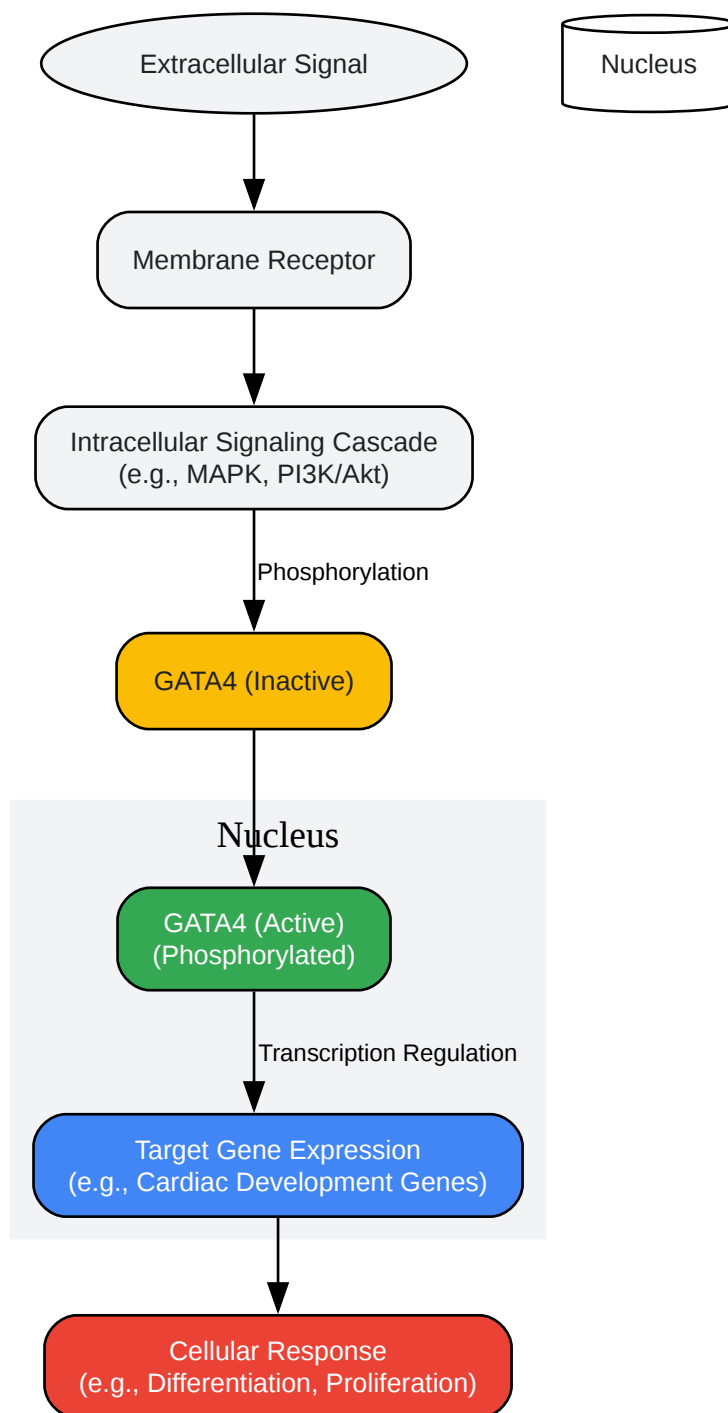 Extracellular Signal
Nucleus
Membrane Receptor
Intracellular Signaling Cascade
(e.g., MAPK, PI3K/Akt)
Phosphorylation
GATA4 (Inactive)
Nucleus
GATA4 (Active)
(Phosphorylated)
Transcription Regulation
Target Gene Expression
(e.g., Cardiac Development Genes)
Cellular Response
(e.g., Differentiation, Proliferation)